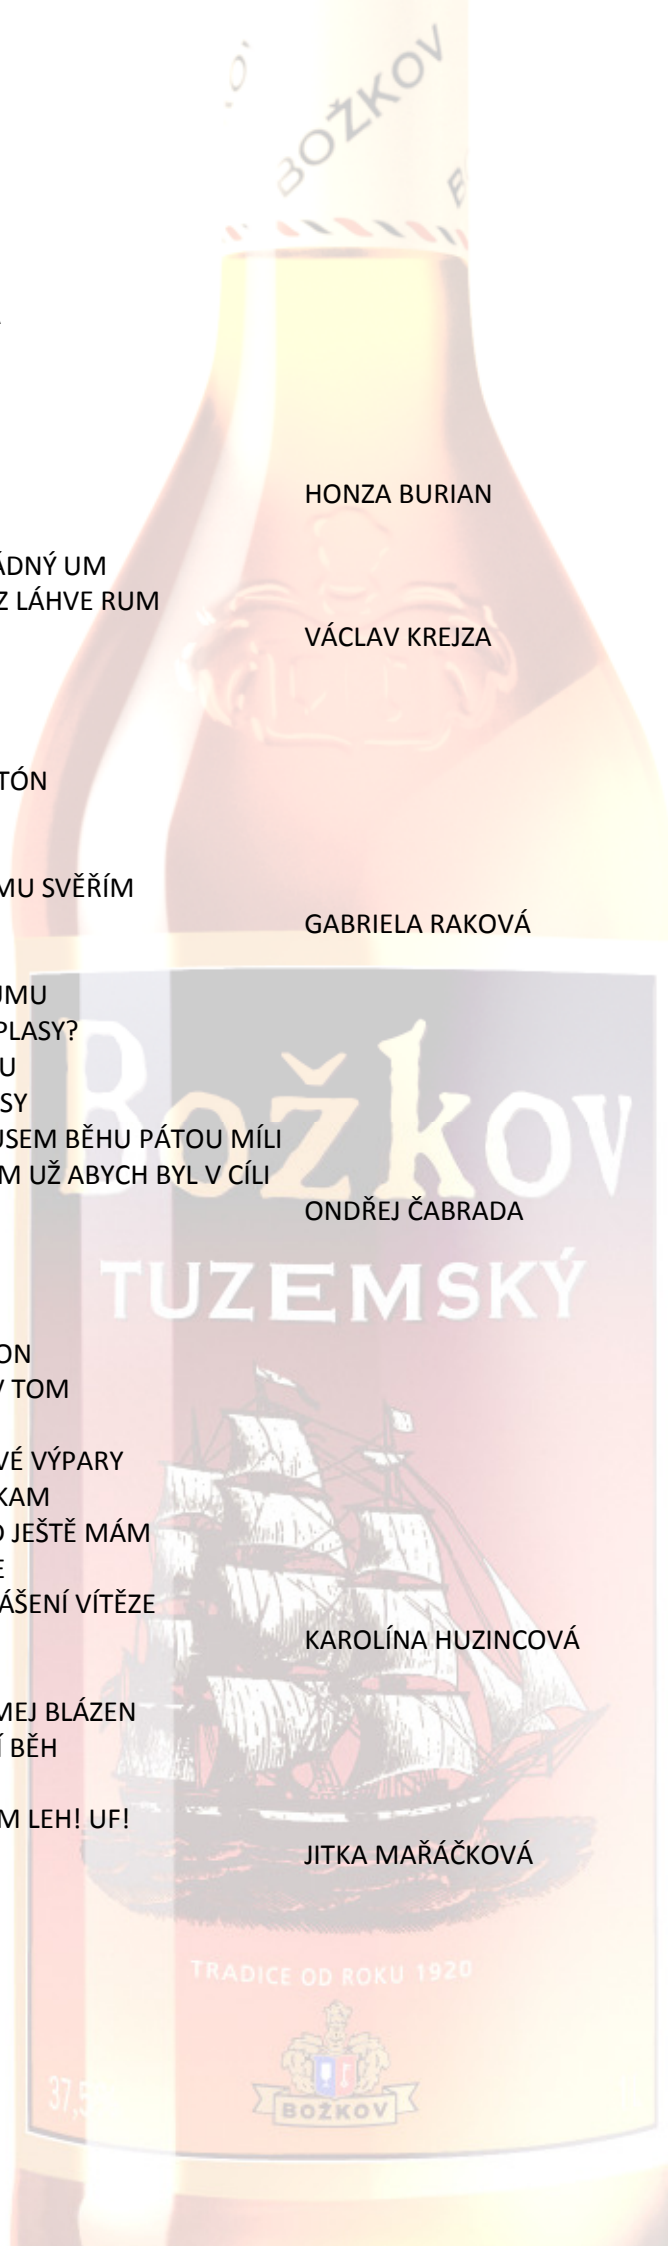 BOŽKOV
HONZA BURIAN
ÁDNÝ UM
Z LÁHVE RUM
VÁCLAV KREJZA
TÓN
MU SVĚŘÍM
GABRIELA RAKOVÁ
UMU
PLASY?
U
SY
USEM BĚHU PÁTOU MÍLI
M UŽ ABYCH BYL V CÍLI
ONDŘEJ ČABRADA
Božkov
TUZEMSKÝ
ON
V TOM
VÉ VÝPARY
KAM
O JEŠTĚ MÁM
E
ÁŠENÍ VÍTĚZE
KAROLÍNA HUZINCOVÁ
MEJ BLÁZEN
Í BĚH
M LEH! UF!
JITKA MAŘÁČKOVÁ
TRADICE OD ROKU 1920
37,5
BOŽKOV